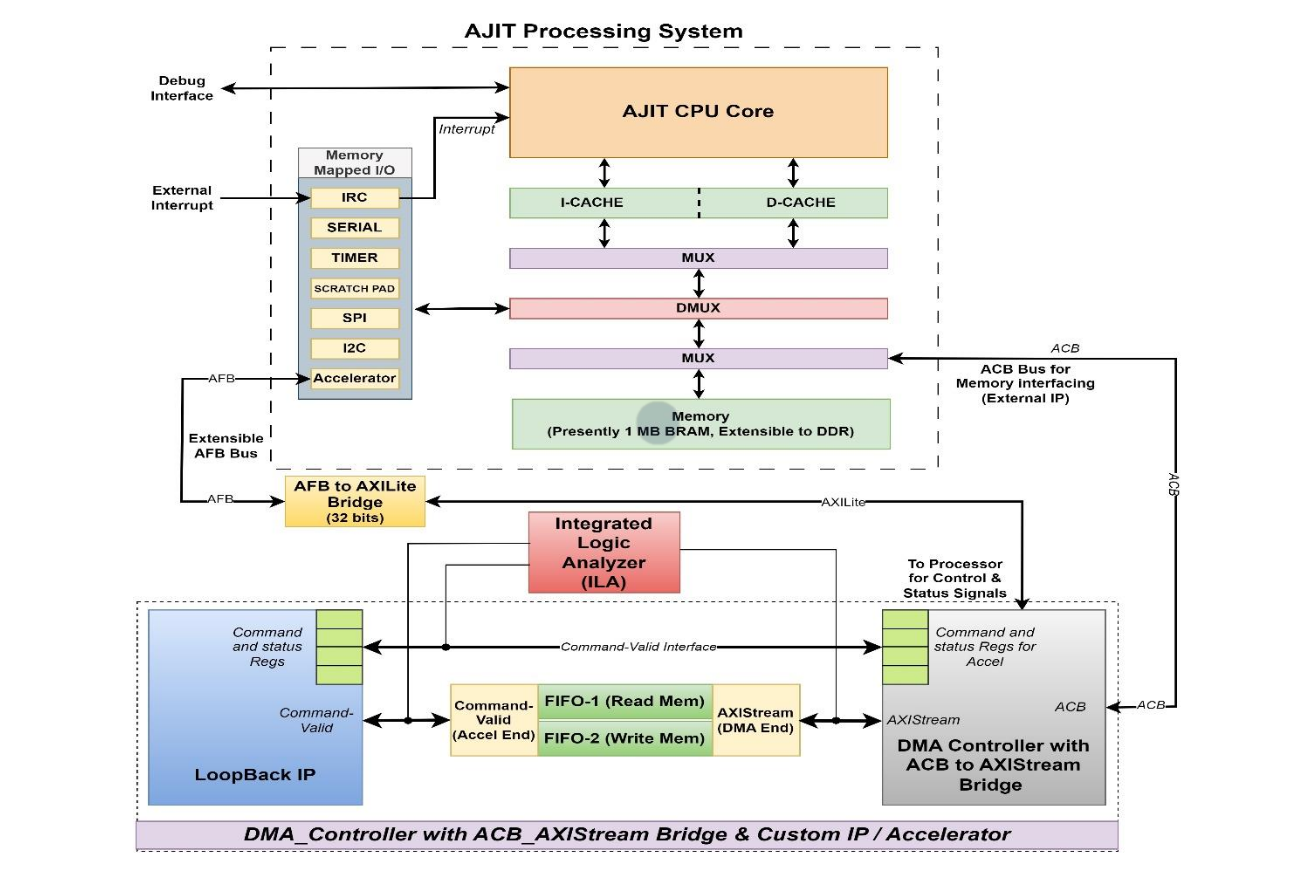 AJIT Processing System
Debug
Interface
AJIT CPU Core
Interrupt
Memory
Mapped I/O
External
Interrupt
IRC
SERIAL
TIMER
SCRATCH PAD
SPI
I2C
Accelerator
I-CACHE
D-CACHE
MUX
DMUX
MUX
ACB
ACB Bus for
Memory interfacing
(External IP)
Memory
(Presently 1 MB BRAM, Extensible to DDR)
AFB
Extensible
AFB Bus
AFB
AFB to AXILite
Bridge
(32 bits)
AXILite
ACB
Integrated
Logic
Analyzer
(ILA)
To Processor
for Control &
Status Signals
Command
and status
Regs
Command-Valid Interface
Command and
status Regs for
Accel
Command-
Valid
Command-
Valid
(Accel End)
FIFO-1 (Read Mem)
FIFO-2 (Write Mem)
AXIStream
(DMA End)
AXIStream
ACB
ACB
LoopBack IP
DMA Controller with
ACB to AXIStream
Bridge
DMA_Controller with ACB_AXIStream Bridge & Custom IP / Accelerator